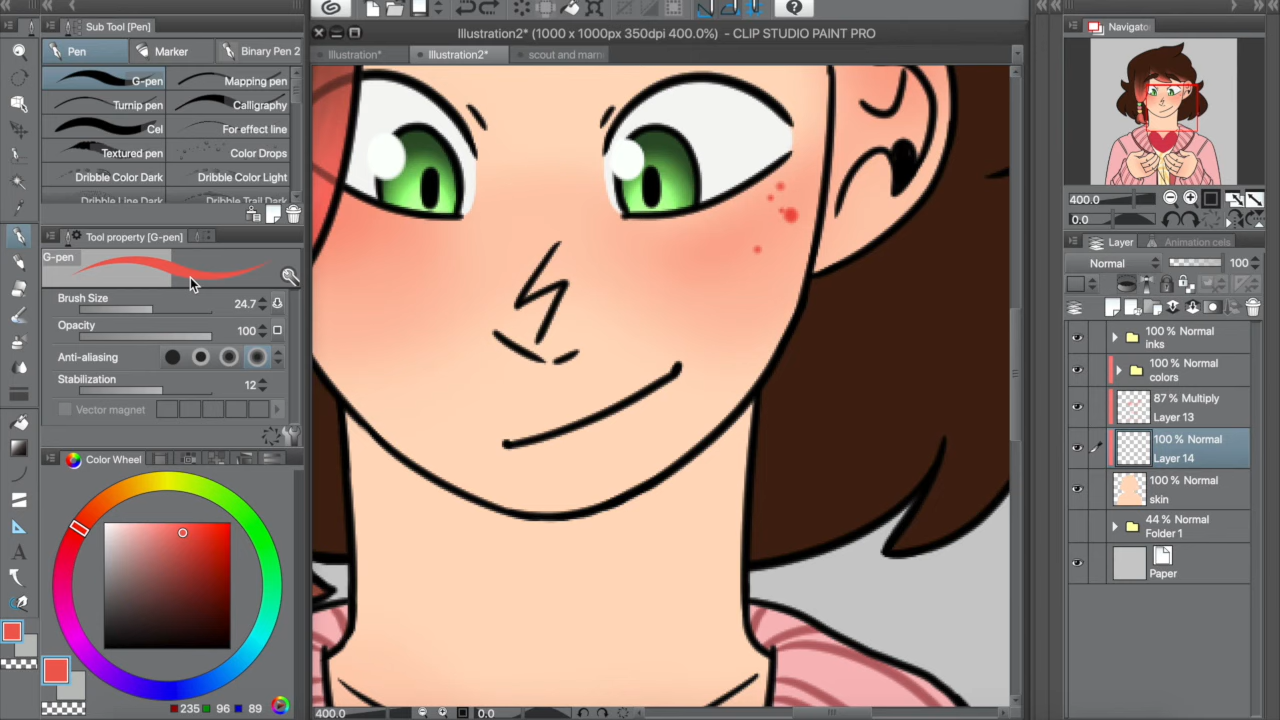 Sub Tool [Pen]
Pen
Marker
Binary Pen 2
G-pen
Mapping pen
Turnip pen
Calligraphy
Cel
For effect line
Textured pen
Color Drops
Dribble Color Dark
Dribble Color Light
Dribble Line Dark
Dribble Trail Dark
Tool property [G-pen]
G-pen
Brush Size
24.7
Opacity
100
Anti-aliasing
Stabilization
12
Vector magnet
Color Wheel
235
96
89
Illustration2* (1000 x 1000px 350dpi 400.0%) - CLIP STUDIO PAINT PRO
Illustration*
Illustration2*
400.0
0.0
Navigato
400.0
0.0
Layer
Animation cels
Normal
100
100 % Normal
inks
100 % Normal
colors
87 % Multiply
Layer 13
100 % Normal
Layer 14
100 % Normal
skin
44 % Normal
Folder 1
Paper